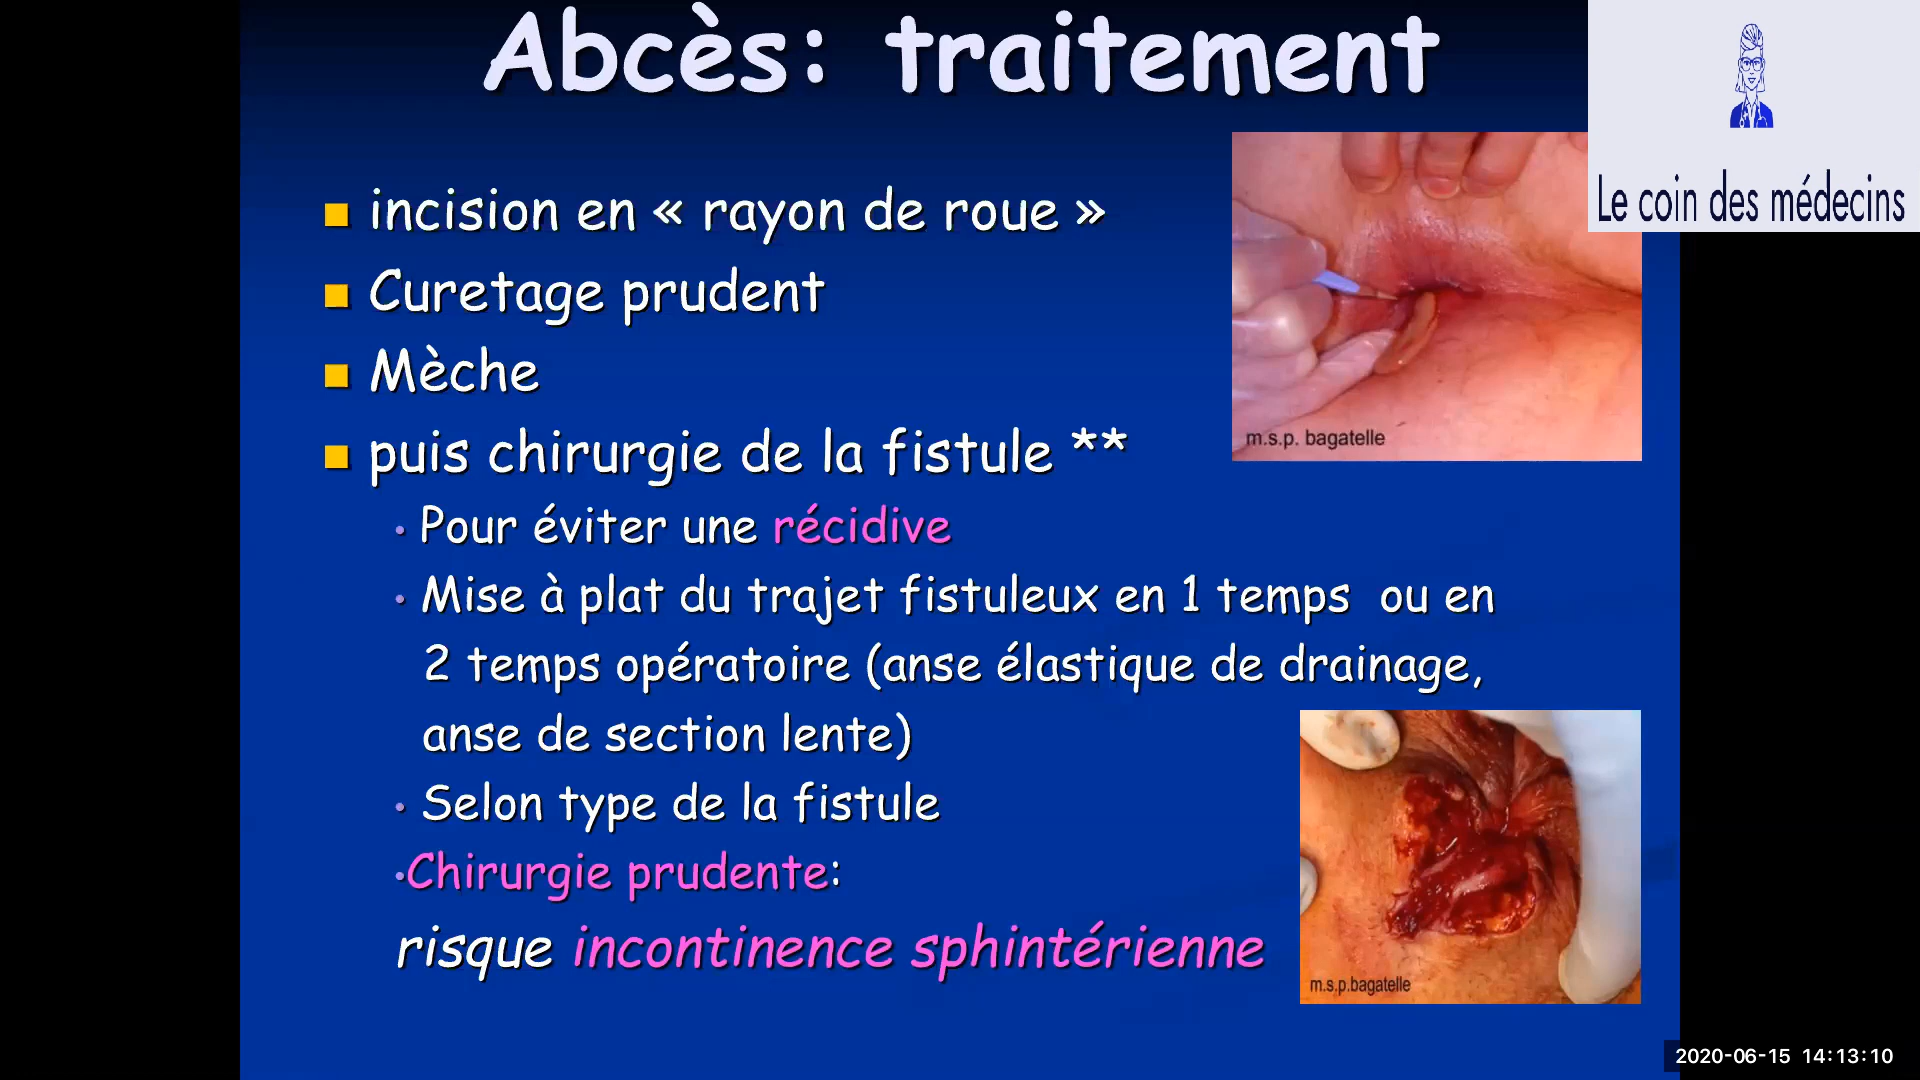 Abcès: traitement
Le coin des médecins
incision en « rayon de roue »
Curetage prudent
Mèche
m.s.p. bagatelle
puis chirurgie de la fistule **
• Pour éviter une récidive
• Mise à plat du trajet fistuleux en 1 temps ou en
2 temps opératoire (anse élastique de drainage,
anse de section lente)
• Selon type de la fistule
•Chirurgie prudente:
risque incontinence sphintérienne
m.s.p.bagatelle
2020-06-15 14:13:10